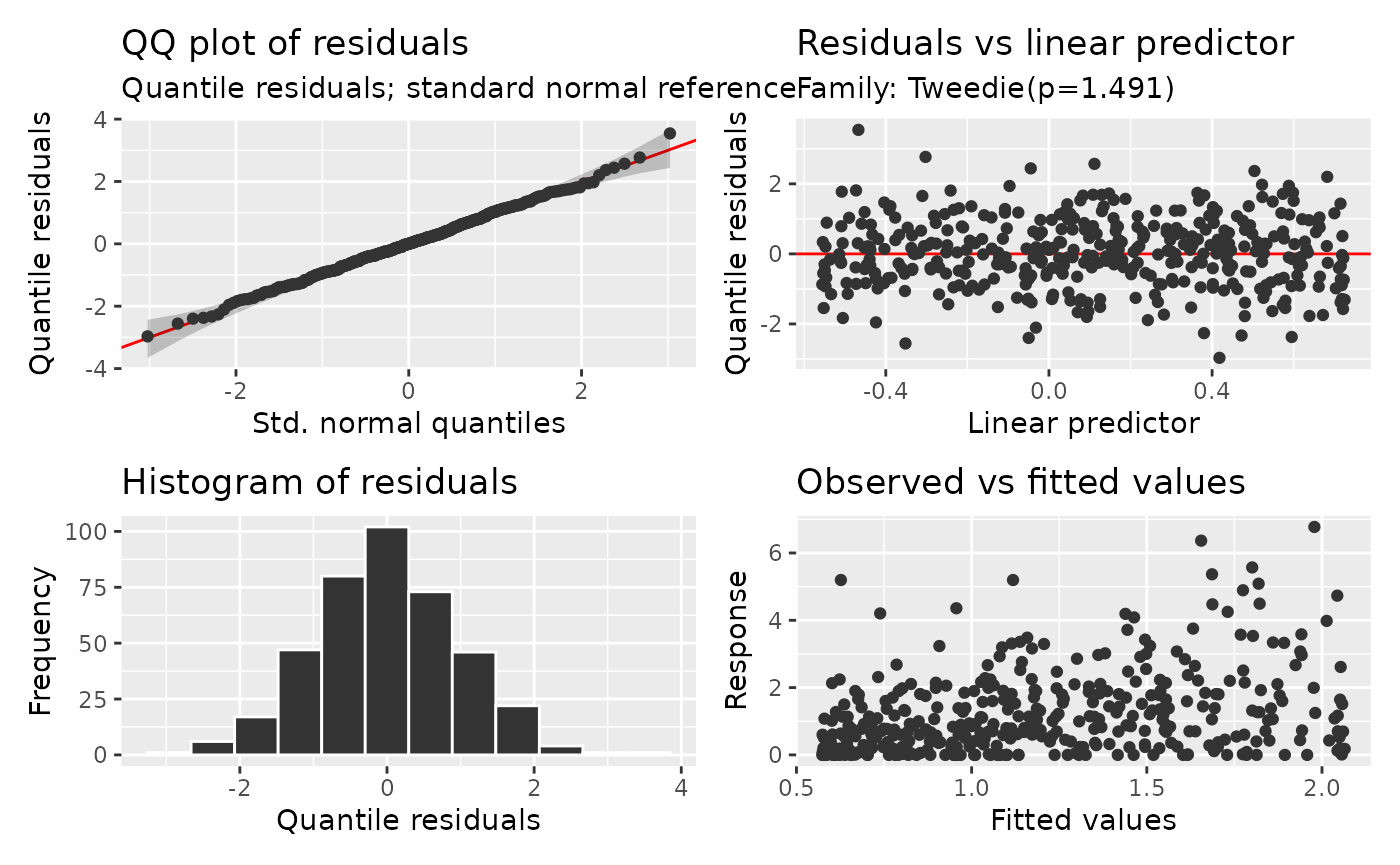 QQ plot of residuals
Quantile residuals; standard normal reference
Quantile residuals
4
2
0
-2
-4
-2
0
2
Std. normal quantiles
Residuals vs linear predictor
Family: Tweedie(p=1.491)
Quantile residuals
2
0
-2
-0.4
0.0
0.4
Linear predictor
Histogram of residuals
Frequency
100
75
50
25
0
-2
0
2
4
Quantile residuals
Observed vs fitted values
Response
6
4
2
0
0.5
1.0
1.5
2.0
Fitted values